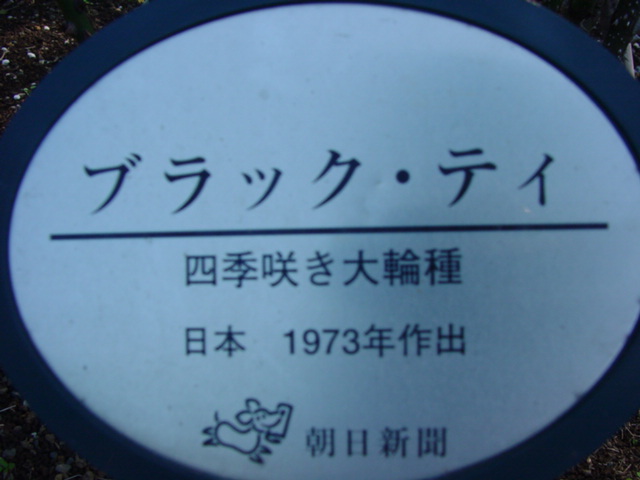 ブラック・ティ
四季咲き大輪種
日本　1973年作出
朝日新聞